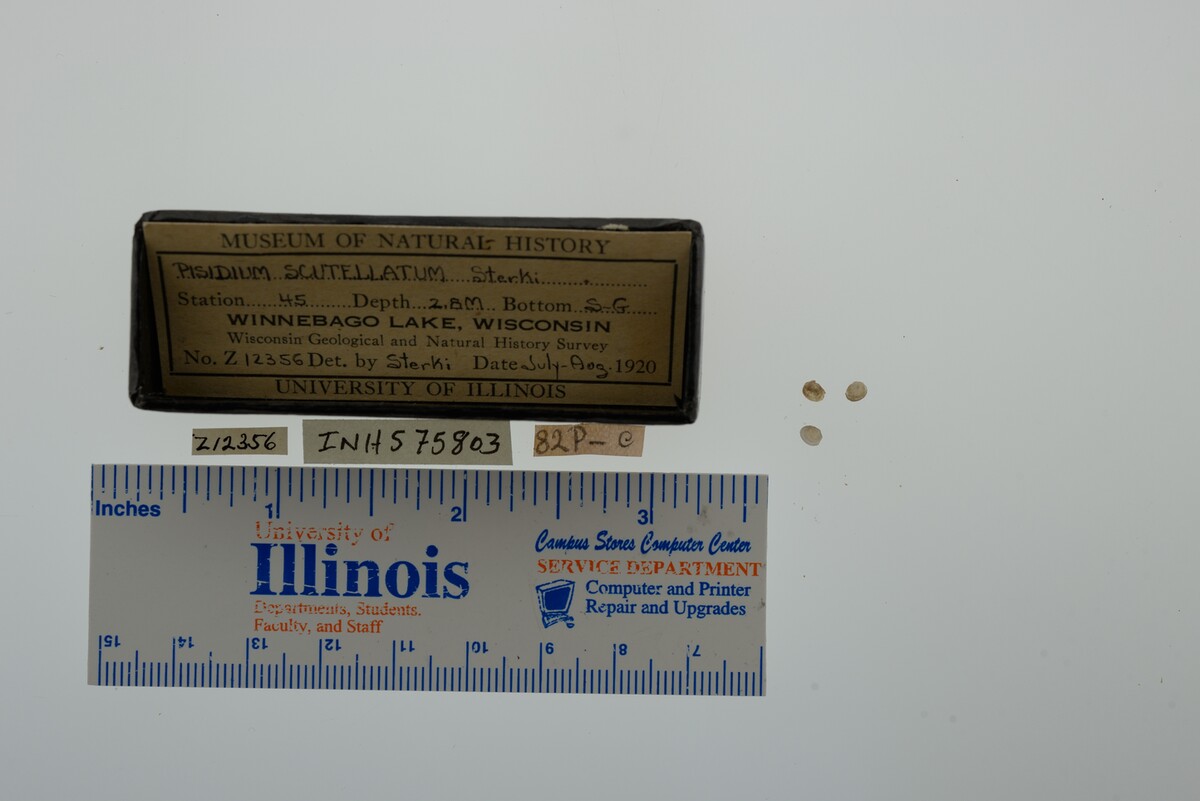 MUSEUM OF NATURAL HISTORY
PISIDIUM SCUTELLATUM Sterki
Station 45 Depth 2.8M Bottom S-G
WINNEBAGO LAKE, WISCONSIN
Wisconsin Geological and Natural History Survey
No. Z 12356 Det. by Sterki Date July-Aug. 1920
UNIVERSITY OF ILLINOIS
Z12356 INHS 75803 82P-C
Inches 1 2 3
University of
Illinois
Departments, Students,
Faculty, and Staff
Campus Stores Computer Center
SERVICE DEPARTMENT
Computer and Printer
Repair and Upgrades
15 14 13 12 11 10 9 8 7